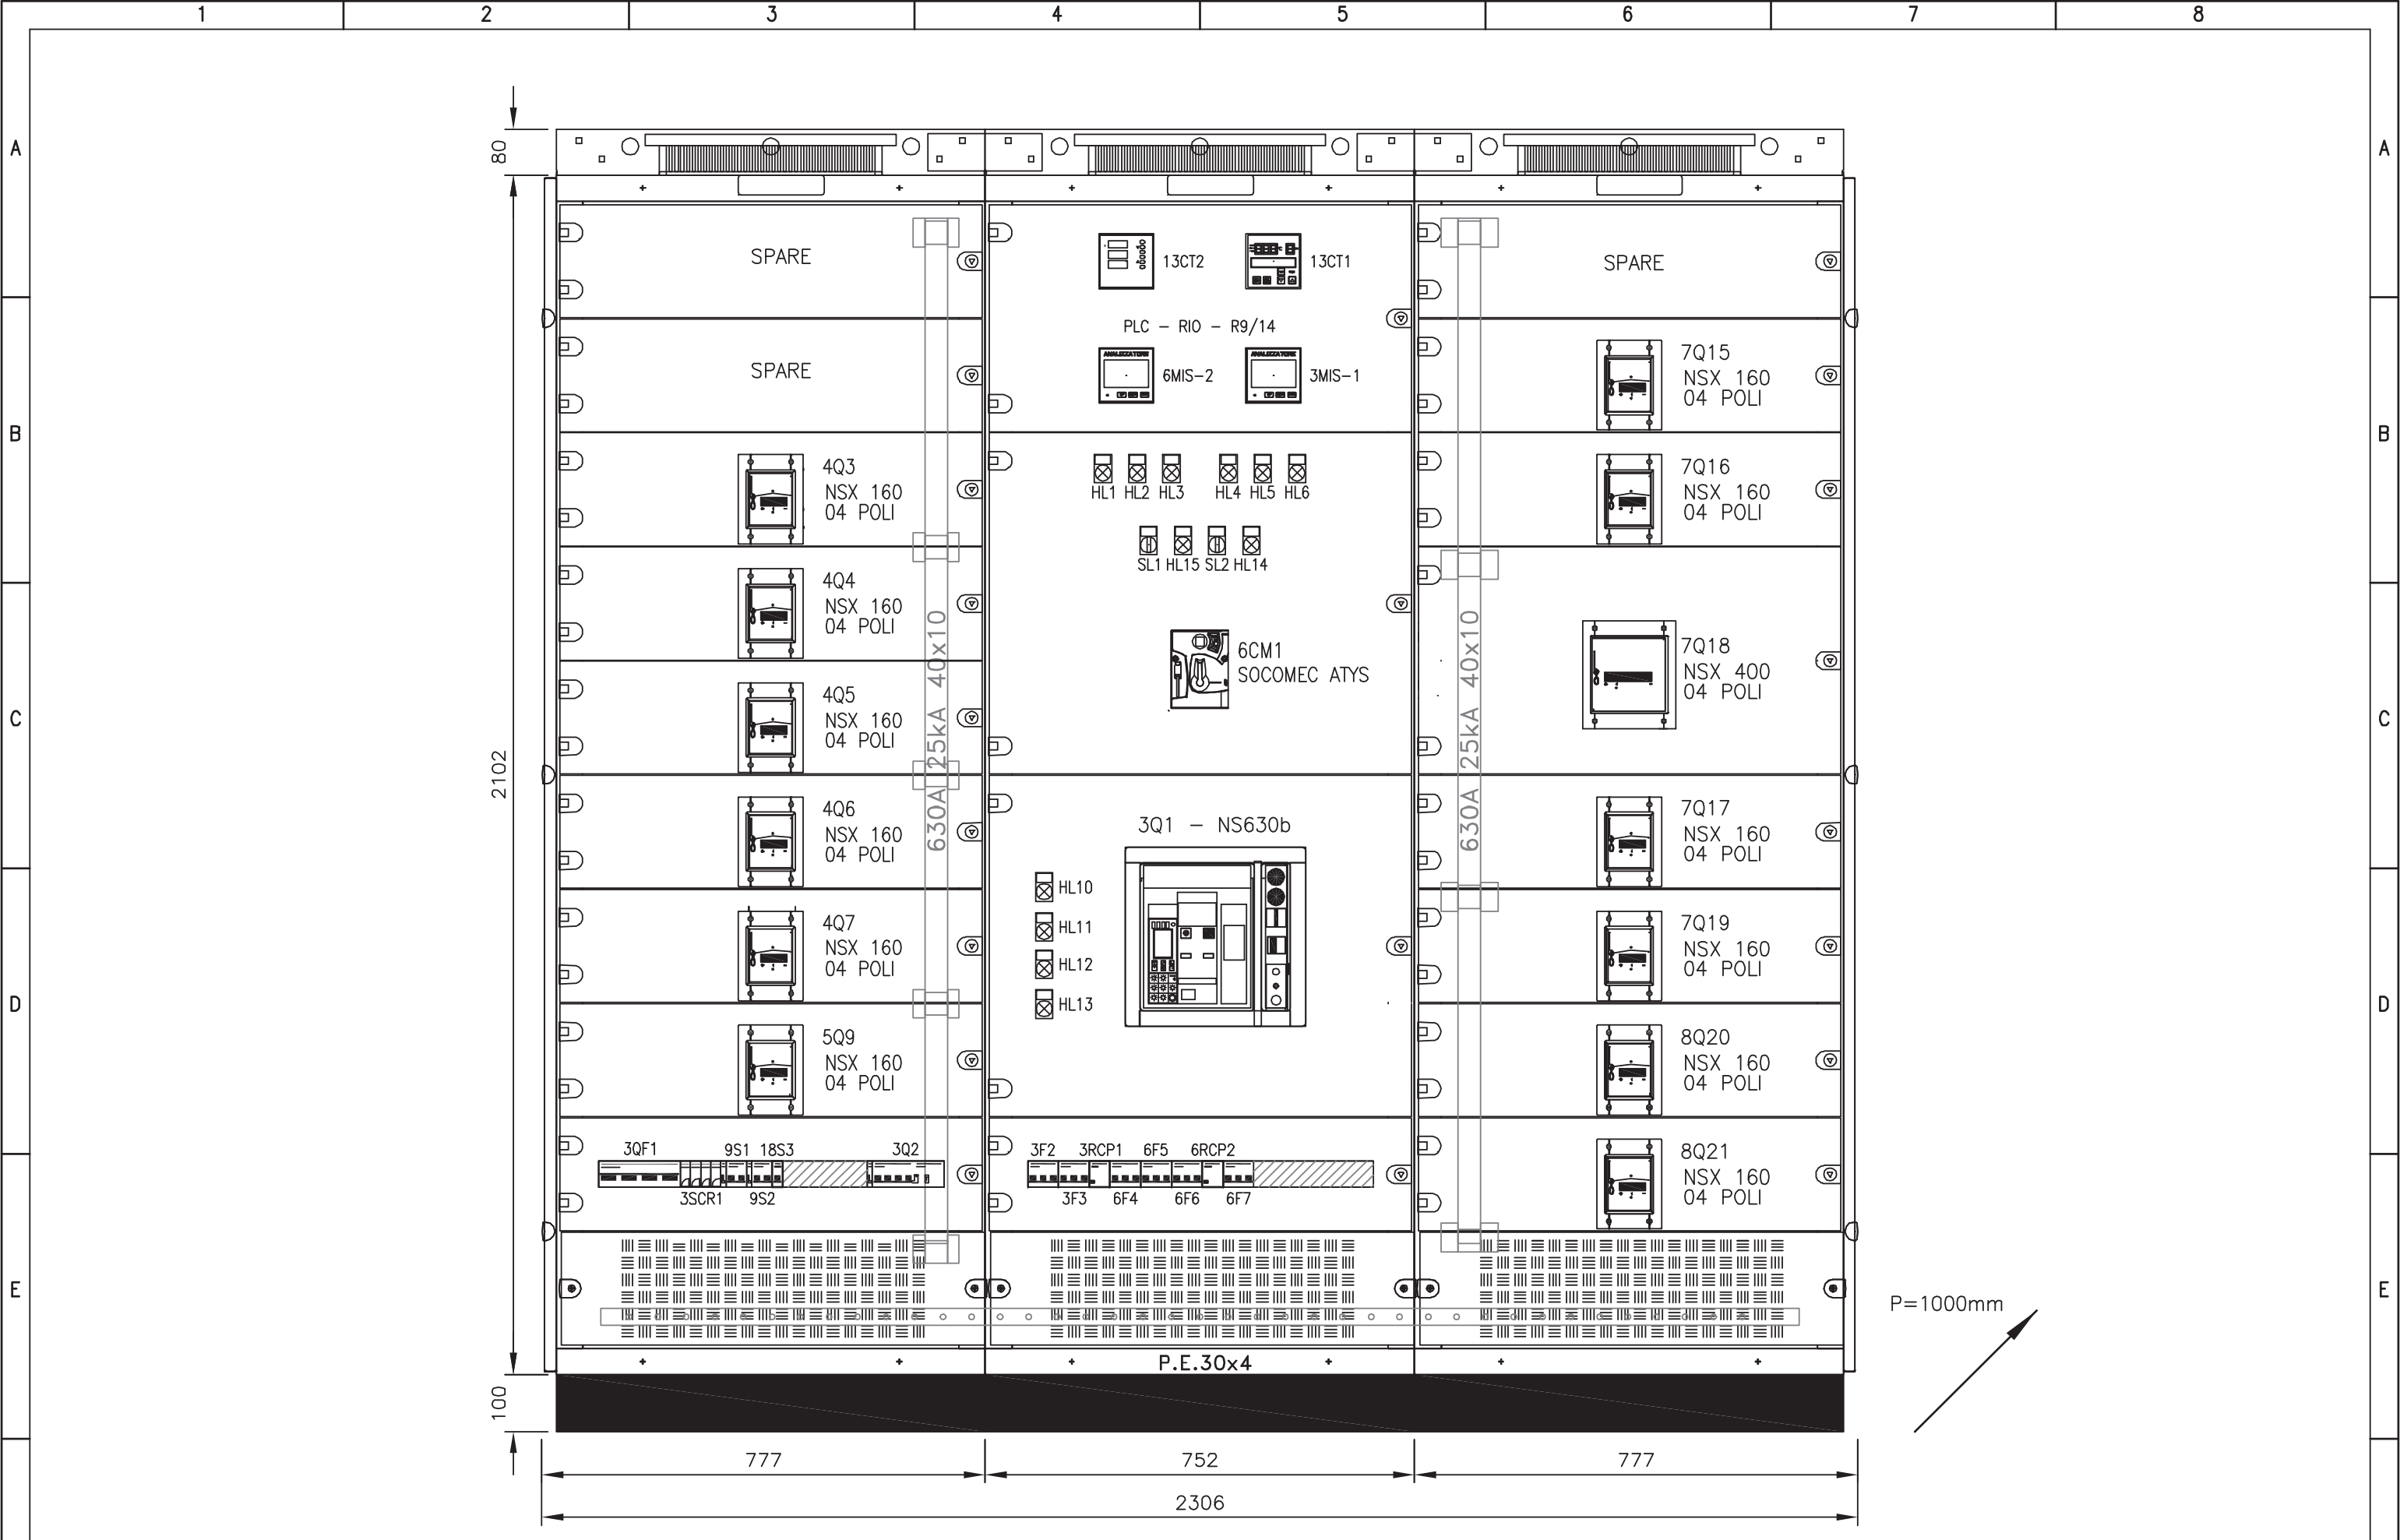 1 2 3 4 5 6 7 8
A
B
C
D
E
A
B
C
D
E
80
2102
100
SPARE
SPARE
4Q3
NSX 160
04 POLI
4Q4
NSX 160
04 POLI
4Q5
NSX 160
04 POLI
4Q6
NSX 160
04 POLI
4Q7
NSX 160
04 POLI
5Q9
NSX 160
04 POLI
630A 25kA 40x10
3QF1 9S1 18S3 3Q2
3SCR1 9S2
13CT2 13CT1
PLC - RIO - R9/14
ANALIZZATORE ANALIZZATORE
6MIS-2 3MIS-1
HL1 HL2 HL3 HL4 HL5 HL6
SL1 HL15 SL2 HL14
6CM1
SOCOMEC ATYS
3Q1 - NS630b
HL10
HL11
HL12
HL13
3F2 3RCP1 6F5 6RCP2
3F3 6F4 6F6 6F7
SPARE
7Q15
NSX 160
04 POLI
7Q16
NSX 160
04 POLI
7Q18
NSX 400
04 POLI
7Q17
NSX 160
04 POLI
7Q19
NSX 160
04 POLI
8Q20
NSX 160
04 POLI
8Q21
NSX 160
04 POLI
630A 25kA 40x10
P.E.30x4
P=1000mm
777 752 777
2306